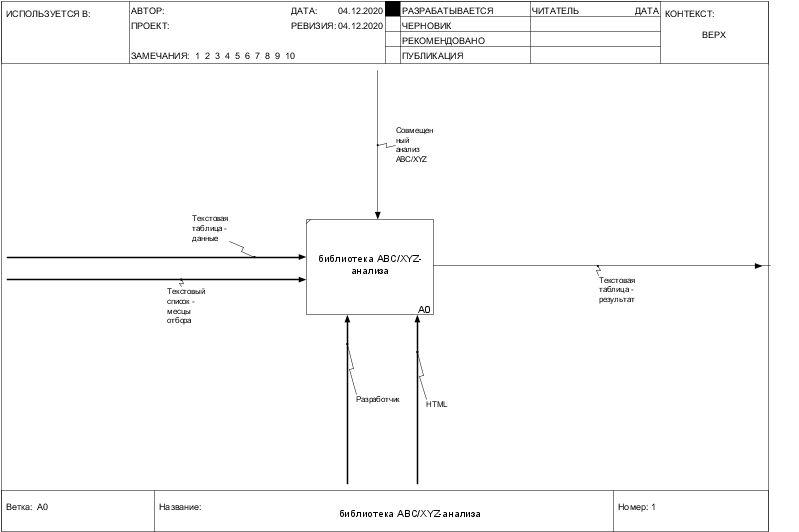 ИСПОЛЬЗУЕТСЯ В:
АВТОР:
ДАТА: 04.12.2020
РАЗРАБАТЫВАЕТСЯ
ЧИТАТЕЛЬ
ДАТА
КОНТЕКСТ:
ПРОЕКТ:
РЕВИЗИЯ: 04.12.2020
ЧЕРНОВИК
РЕКОМЕНДОВАНО
ВЕРХ
ЗАМЕЧАНИЯ: 1 2 3 4 5 6 7 8 9 10
ПУБЛИКАЦИЯ
Совмещен
ный
анализ
ABC/XYZ
Текстовая
таблица -
данные
библиотека ABC/XYZ-
анализа
A0
Текстовый
список -
месцы
отбора
Текстовая
таблица -
результат
Разработчик
HTML
Ветка: A0
Название:
библиотека ABC/XYZ-анализа
Номер: 1